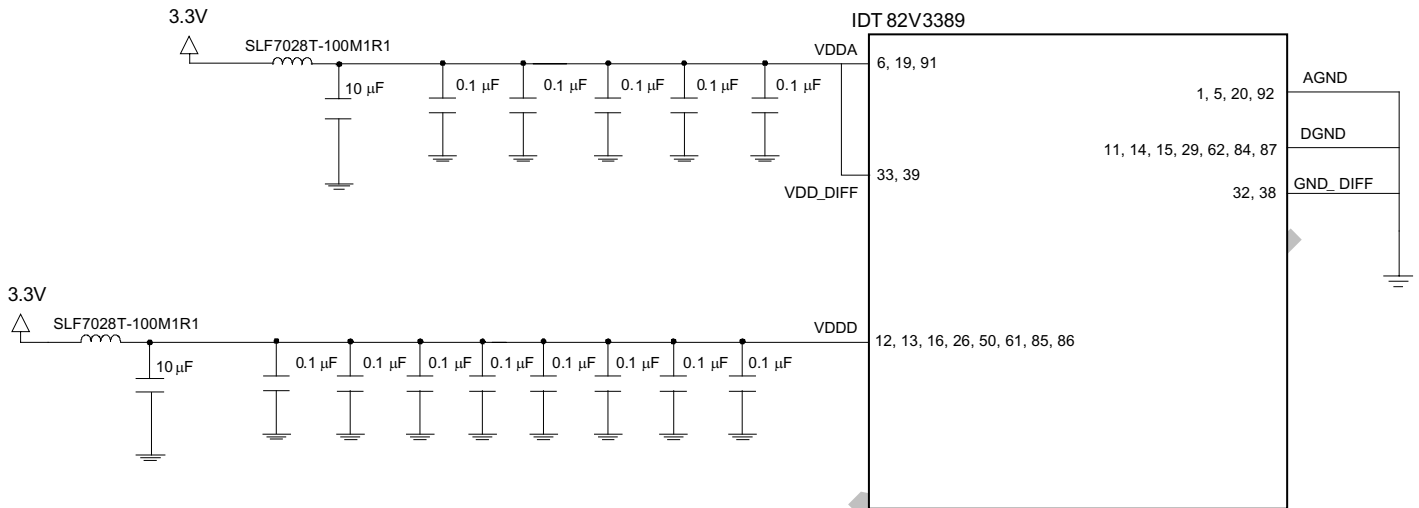 3.3V
IDT 82V3389
SLF7028T-100M1R1
VDDA
6, 19, 91
10 µF
0.1 µF
0.1 µF
0.1 µF
0.1 µF
0.1 µF
AGND
1, 5, 20, 92
DGND
11, 14, 15, 29, 62, 84, 87
33, 39
VDD_DIFF
GND_ DIFF
32, 38
3.3V
SLF7028T-100M1R1
VDDD
12, 13, 16, 26, 50, 61, 85, 86
10 µF
0.1 µF
0.1 µF
0.1 µF
0.1 µF
0.1 µF
0.1 µF
0.1 µF
0.1 µF